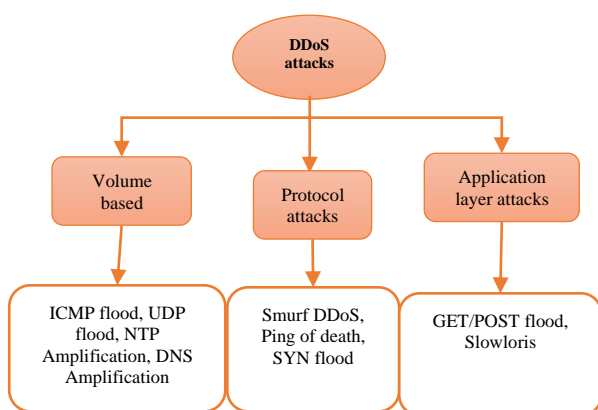 DDoS
attacks
Volume
based
Protocol
attacks
Application
layer attacks
ICMP flood, UDP
flood, NTP
Amplification, DNS
Amplification
Smurf DDoS,
Ping of death,
SYN flood
GET/POST flood,
Slowloris